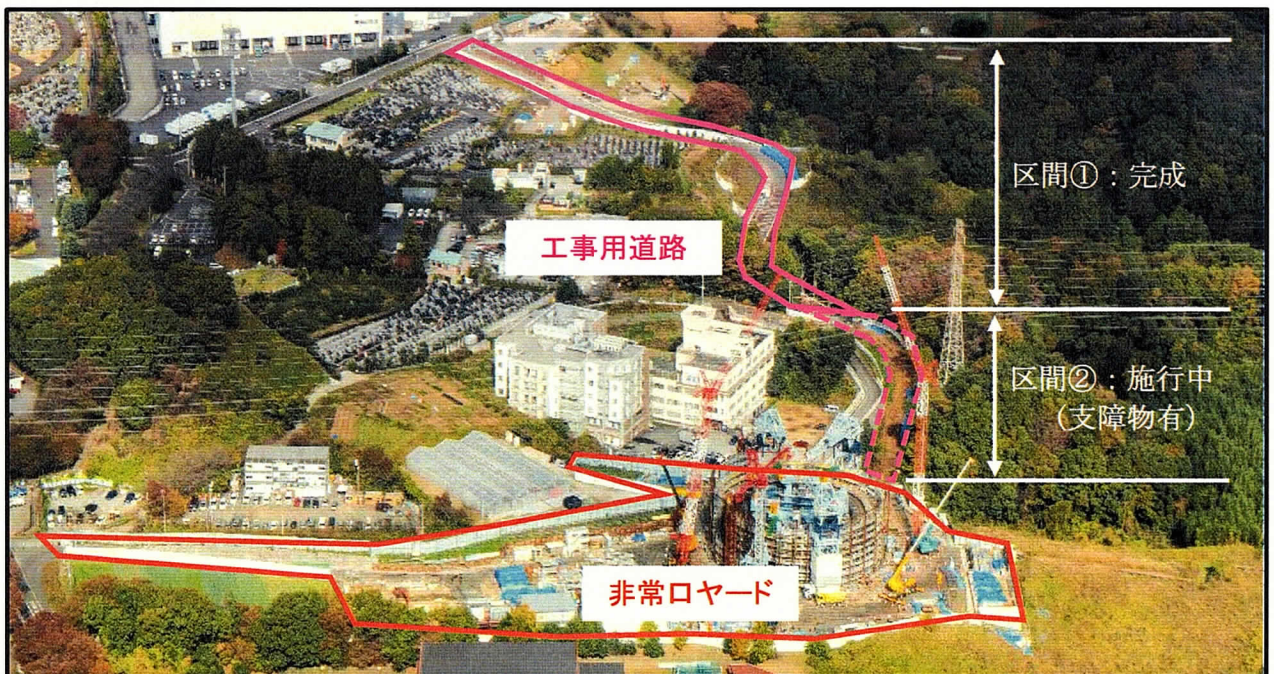 区間①：完成
工事用道路
区間②：施行中
（支障物有）
非常口ヤード